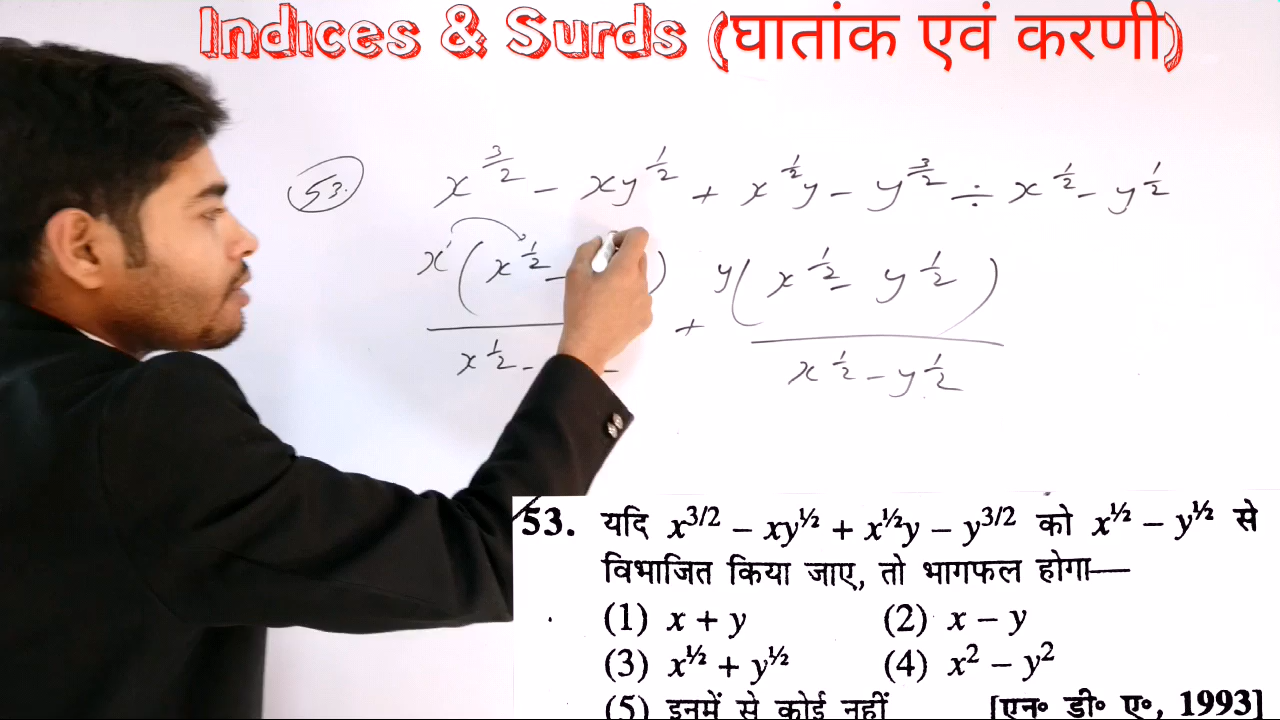 Indices & Surds (घातांक एवं करणी)
53. x^3/2 - xy^1/2 + x^1/2y - y^3/2 ÷ x^1/2 - y^1/2
x^1(x^1/2 - ) + y(x^1/2 - y^1/2)
x^1/2 - x^1/2 - y^1/2
53. यदि x^3/2 – xy^½ + x^½y – y^3/2 को x^½ – y^½ से
विभाजित किया जाए, तो भागफल होगा—
(1) x + y (2) x – y
(3) x^½ + y^½ (4) x^2 – y^2
(5) इनमें से कोई नहीं [एन॰ डी॰ ए॰, 1993]